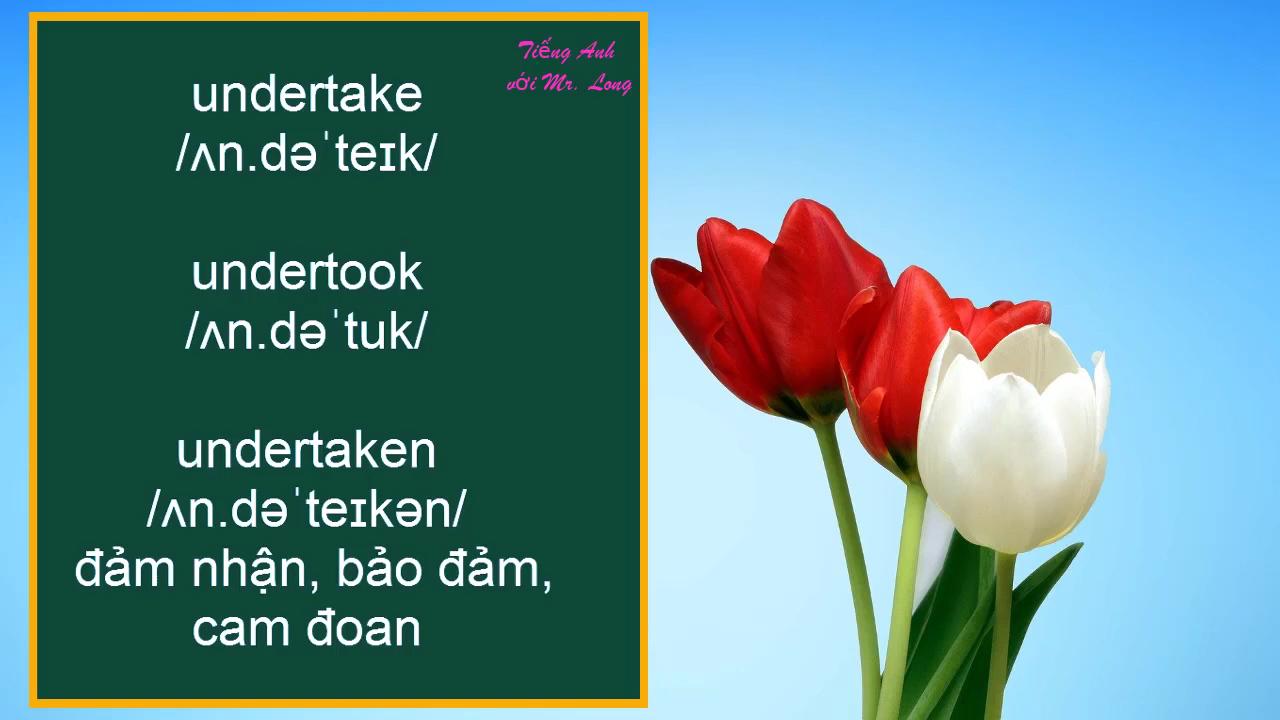 Tiếng Anh
với Mr. Long
undertake
/ʌn.dəˈteɪk/
undertook
/ʌn.dəˈtuk/
undertaken
/ʌn.dəˈteɪkən/
đảm nhận, bảo đảm,
cam đoan